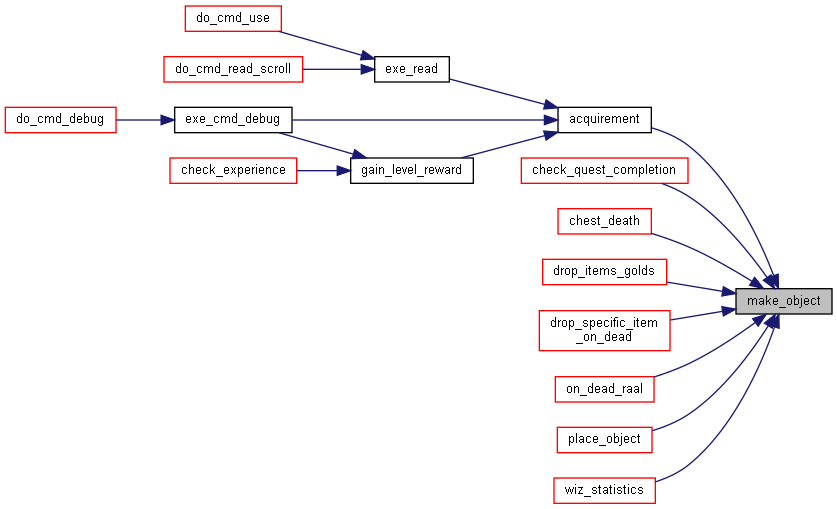 do_cmd_use
do_cmd_read_scroll
exe_read
do_cmd_debug
exe_cmd_debug
acquirement
check_experience
gain_level_reward
check_quest_completion
chest_death
drop_items_golds
make_object
drop_specific_item
_on_dead
on_dead_raal
place_object
wiz_statistics